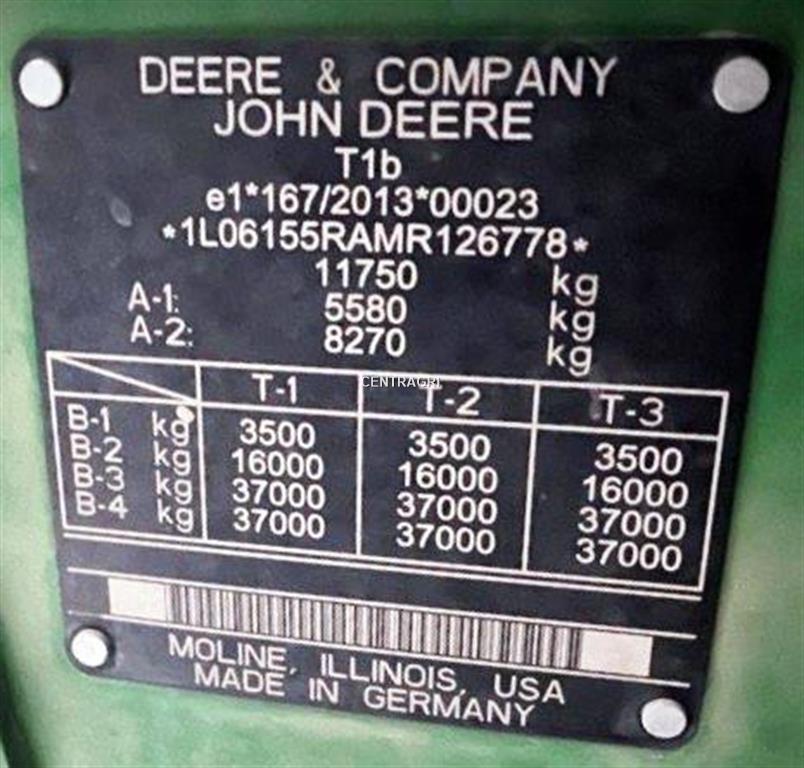 DEERE & COMPANY
JOHN DEERE
T1b
e1*167/2013*00023
*1L06155RAMR126778*
11750 kg
A-1: 5580 kg
A-2: 8270 kg
T-1 T-2 T-3
B-1 kg 3500 3500 3500
B-2 kg 16000 16000 16000
B-3 kg 37000 37000 37000
B-4 kg 37000 37000 37000
CENTRAGRI
MOLINE, ILLINOIS, USA
MADE IN GERMANY